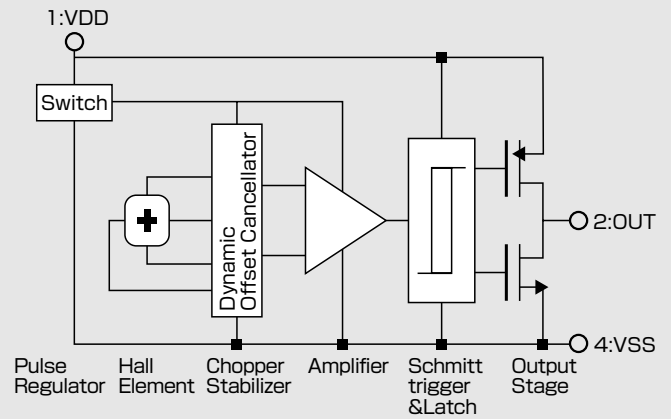 1:VDD
Switch
Dynamic
Offset Cancellator
2:OUT
4:VSS
Pulse
Regulator
Hall
Element
Chopper
Stabilizer
Amplifier
Schmitt
trigger
&Latch
Output
Stage